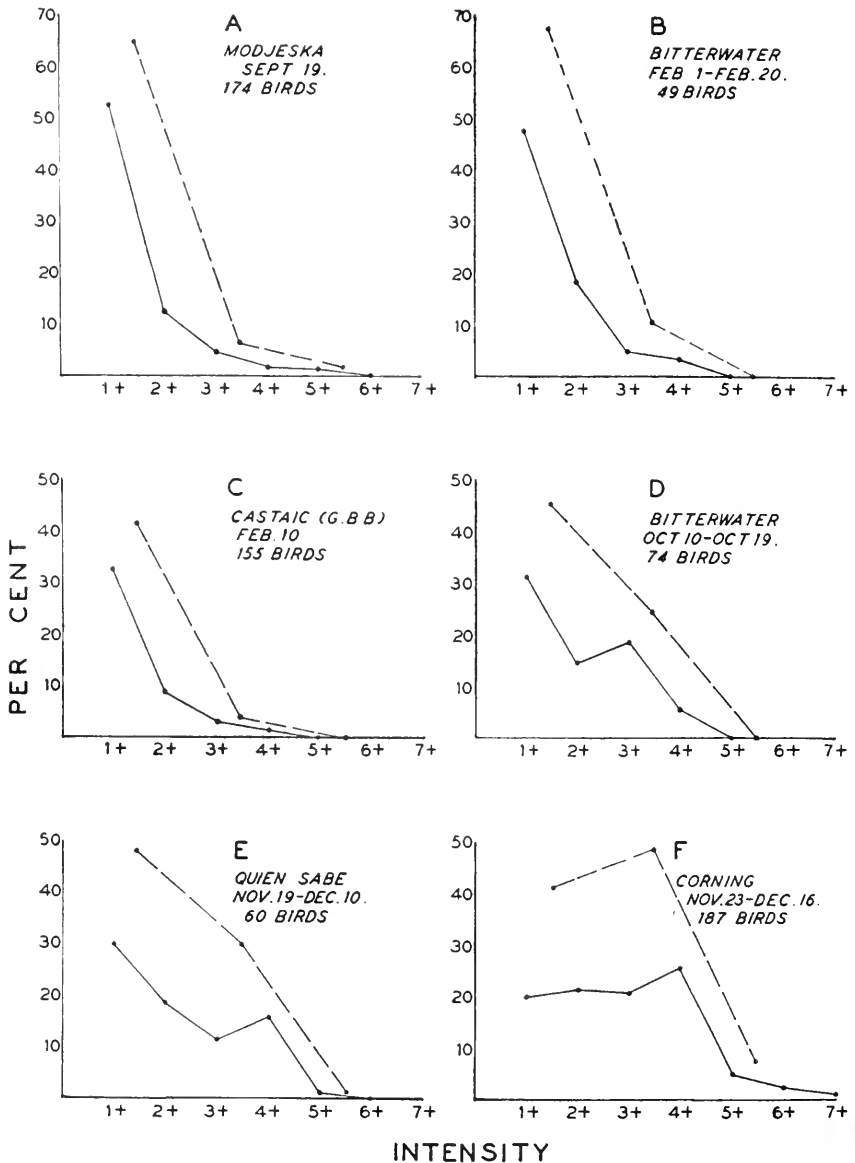 A
MODJESKA
SEPT 19.
174 BIRDS
70
60
50
40
30
20
10
1+ 2+ 3+ 4+ 5+ 6+ 7+
B
BITTERWATER
FEB 1-FEB. 20.
49 BIRDS
70
60
50
40
30
20
10
1+ 2+ 3+ 4+ 5+ 6+ 7+
C
CASTAIC (G.B B)
FEB. 10
155 BIRDS
50
40
30
20
10
1+ 2+ 3+ 4+ 5+ 6+ 7+
D
BITTERWATER
OCT 10-OCT 19.
74 BIRDS
50
40
30
20
10
1+ 2+ 3+ 4+ 5+ 6+ 7+
E
QUIEN SABE
NOV. 19-DEC. 10.
60 BIRDS
50
40
30
20
10
1+ 2+ 3+ 4+ 5+ 6+ 7+
F
CORNING
NOV. 23-DEC. 16.
187 BIRDS
50
40
30
20
10
1+ 2+ 3+ 4+ 5+ 6+ 7+
PER CENT
INTENSITY